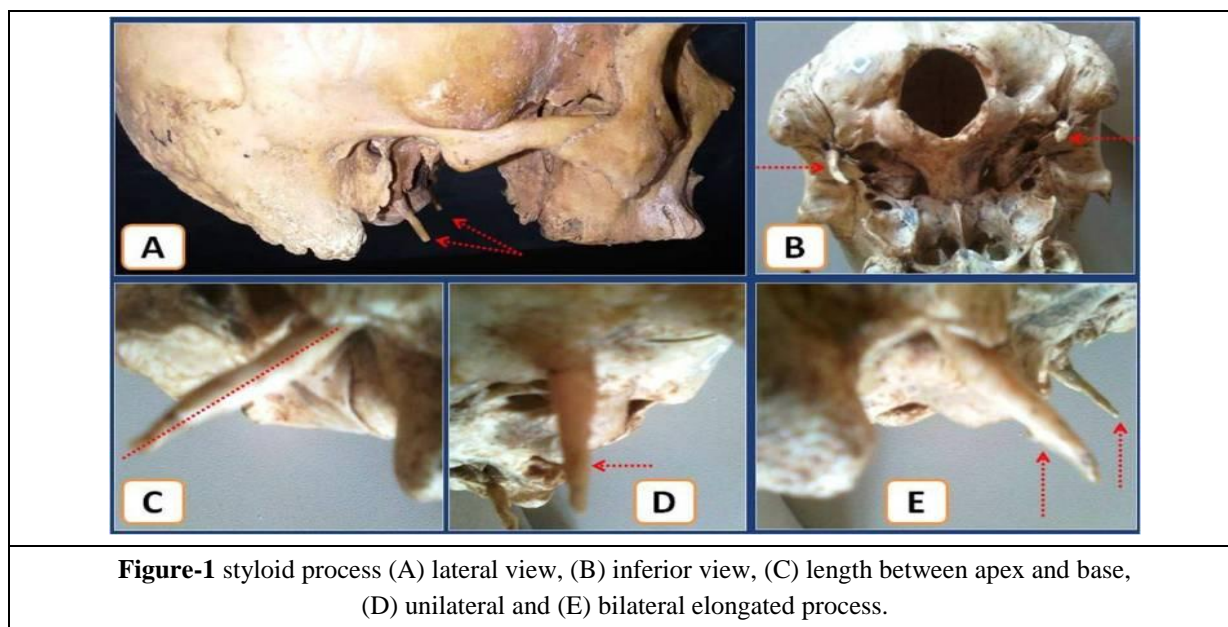 A
B
C
D
E
Figure-1 styloid process (A) lateral view, (B) inferior view, (C) length between apex and base,
(D) unilateral and (E) bilateral elongated process.